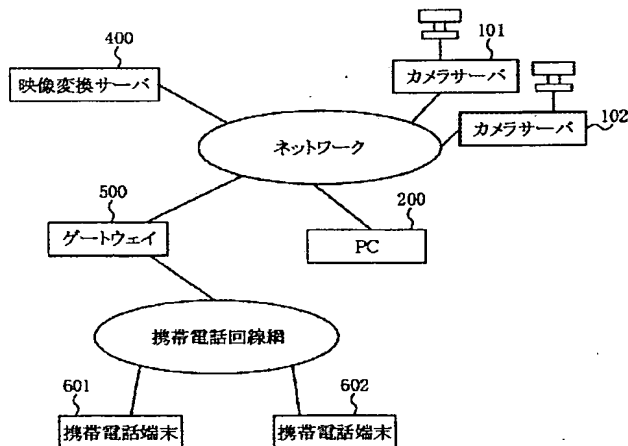 400
映像変換サーバ
101
カメラサーバ
カメラサーバ
102
ネットワーク
500
ゲートウェイ
200
PC
携帯電話回線網
601
携帯電話端末
602
携帯電話端末